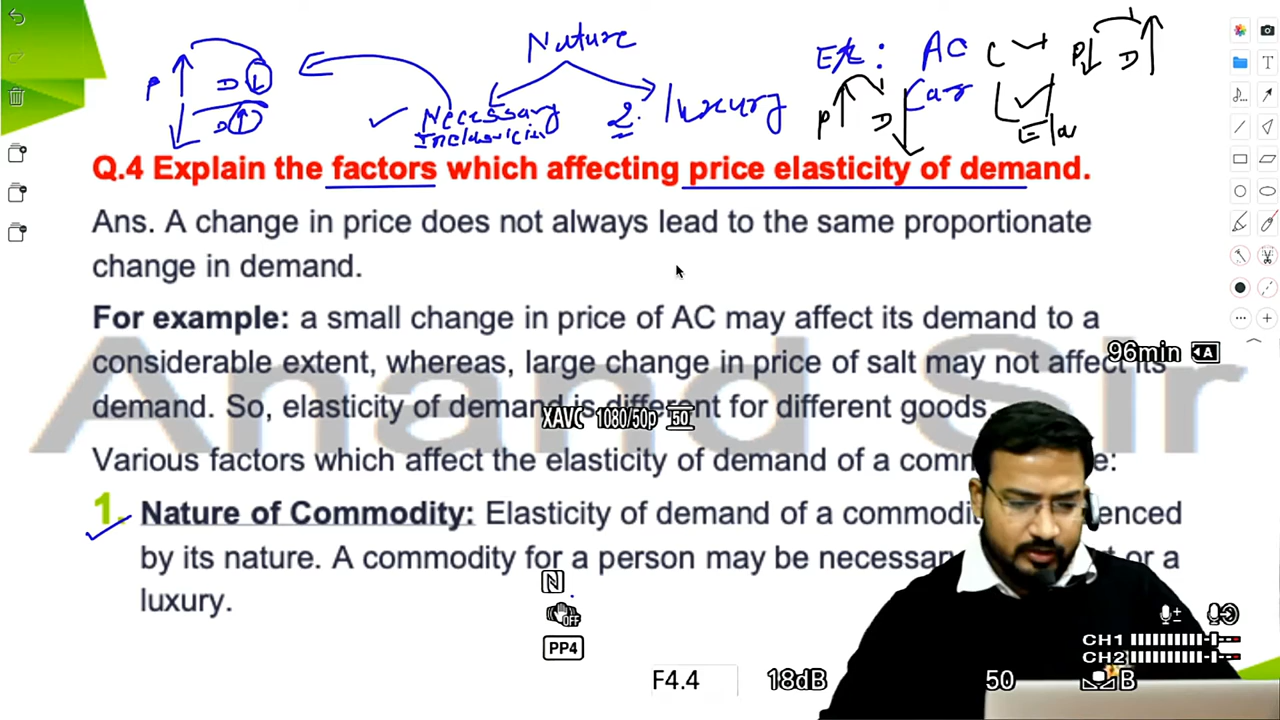 Nature
P D↓
D↑
Necessary
2. luxury
Ex: AC
Car
P↓ D
P D
Q.4 Explain the factors which affecting price elasticity of demand.
Ans. A change in price does not always lead to the same proportionate
change in demand.
For example: a small change in price of AC may affect its demand to a
considerable extent, whereas, large change in price of salt may not affect its
demand. So, elasticity of demand is different for different goods.
Various factors which affect the elasticity of demand of a
1. Nature of Commodity: Elasticity of demand of a
by its nature. A commodity for a person may be necessary or a
luxury.
Anand Sir
96min A
XAVC 1080/50p 50
N
OFF
PP4
CH1
CH2
F4.4 18dB 50 B